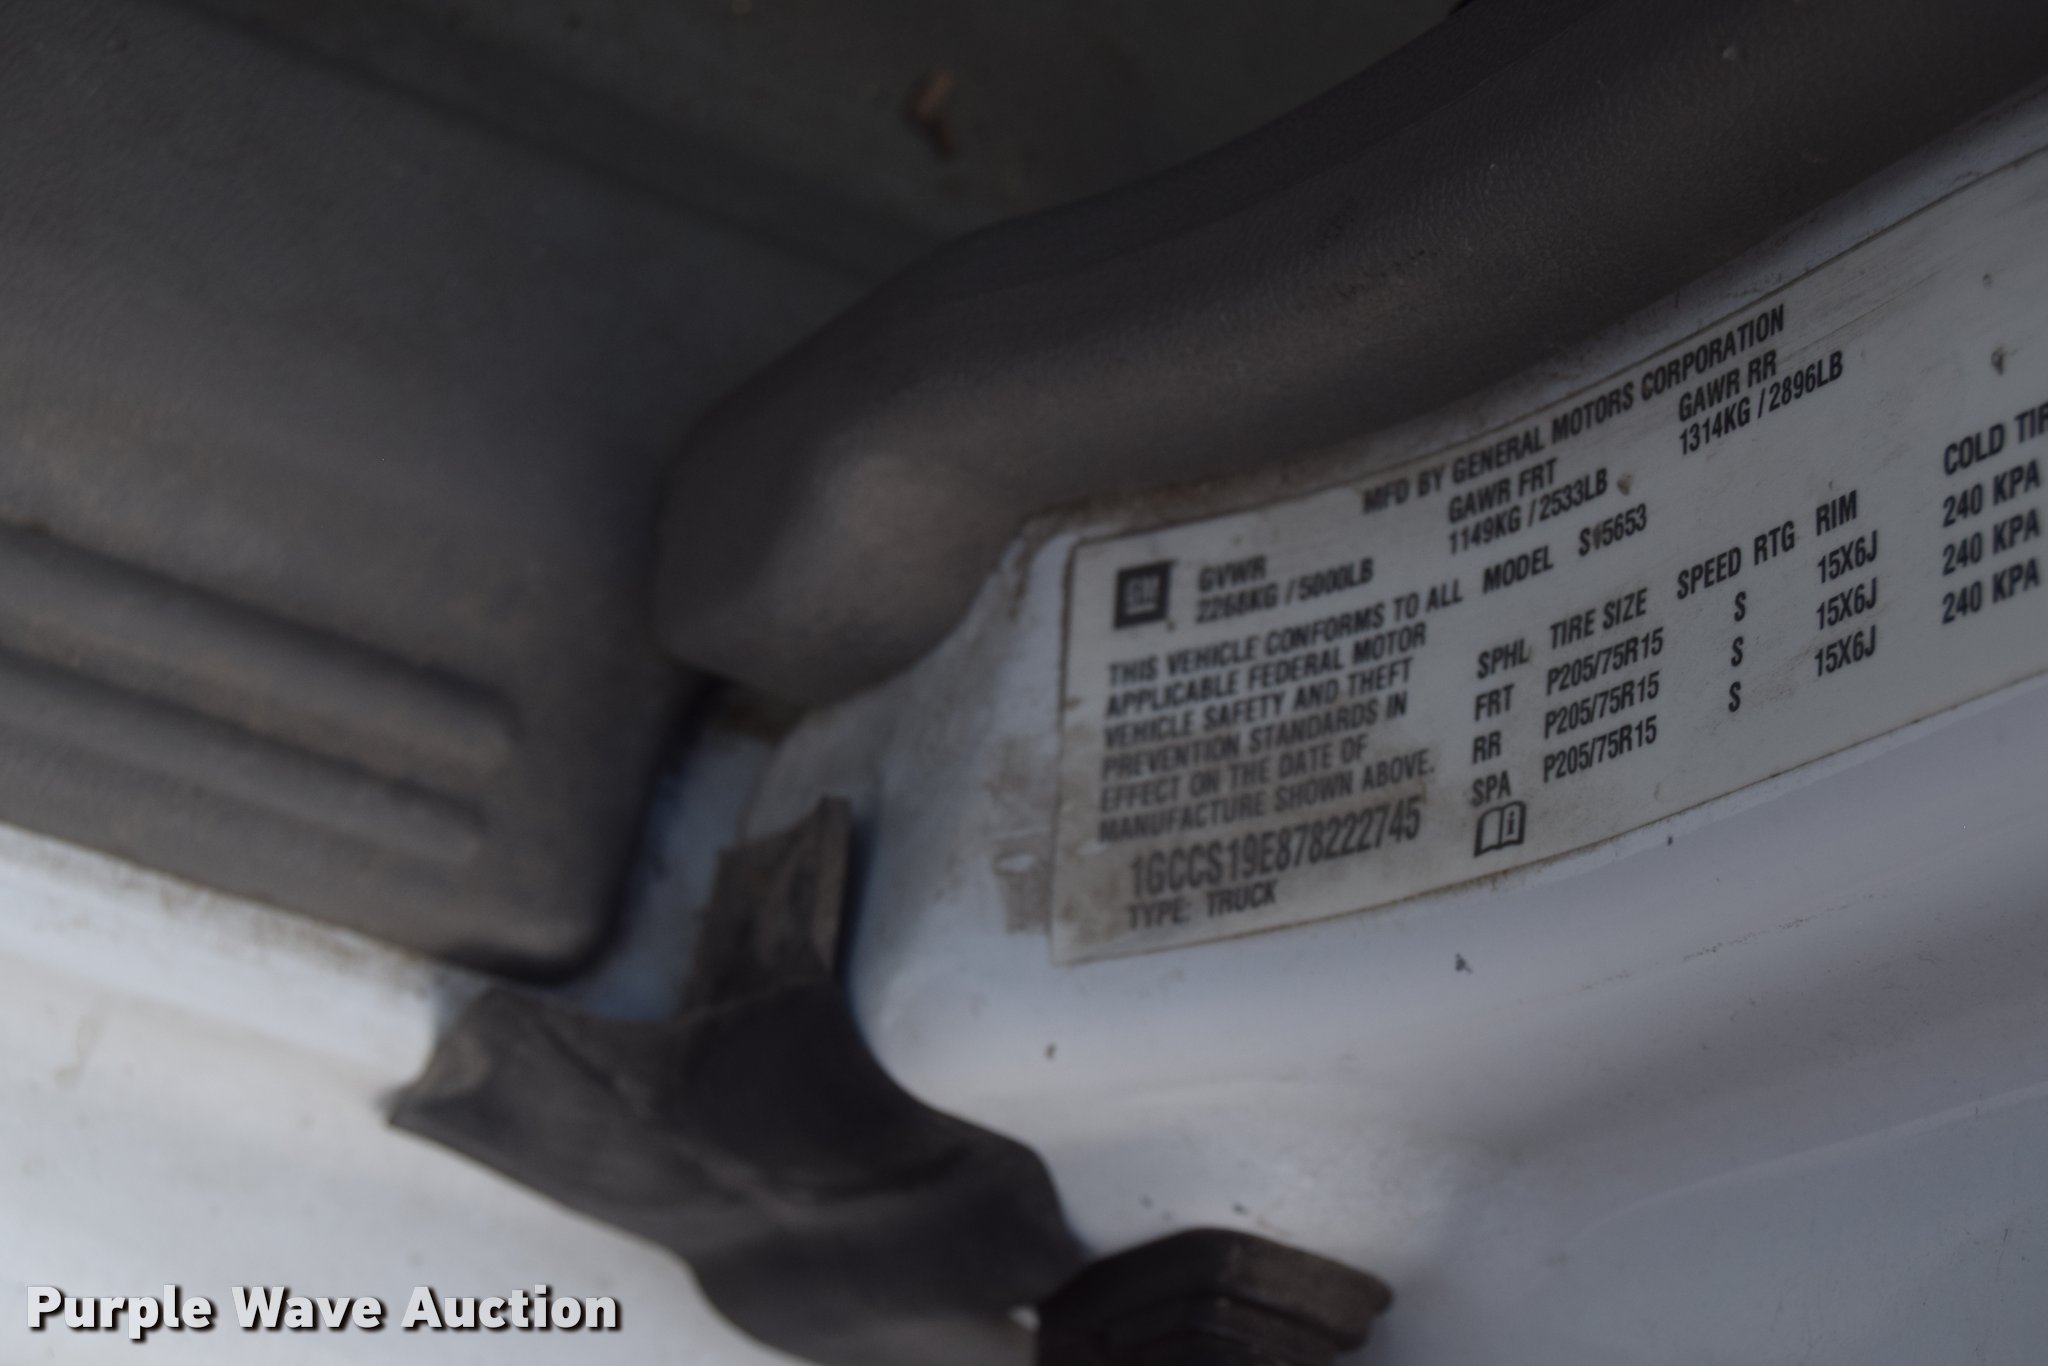 MFD BY GENERAL MOTORS CORPORATION
GM GVWR GAWR FRT GAWR RR
2268KG / 5000LB 1149KG / 2533LB 1314KG / 2896LB
THIS VEHICLE CONFORMS TO ALL
APPLICABLE FEDERAL MOTOR
VEHICLE SAFETY AND THEFT
PREVENTION STANDARDS IN
EFFECT ON THE DATE OF
MANUFACTURE SHOWN ABOVE.
1GCCS19E878222745
TYPE: TRUCK
MODEL S15653
SPHL TIRE SIZE SPEED RTG RIM COLD TIR
FRT P205/75R15 S 15X6J 240 KPA
RR P205/75R15 S 15X6J 240 KPA
SPA P205/75R15 S 15X6J 240 KPA
Purple Wave Auction